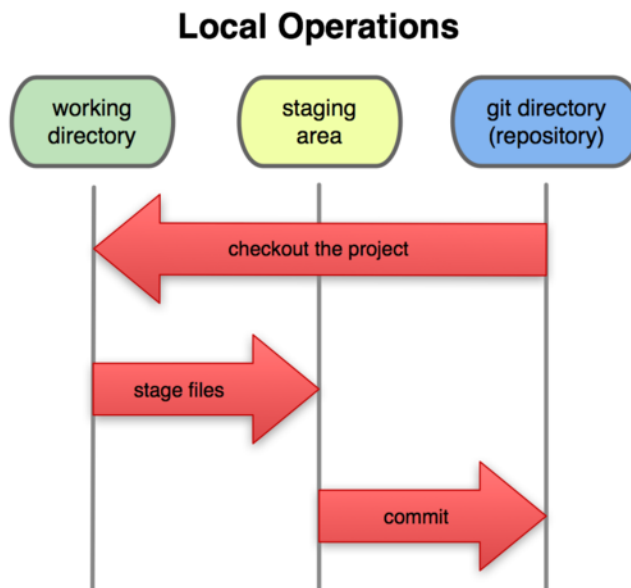 Local Operations
working
directory
staging
area
git directory
(repository)
checkout the project
stage files
commit